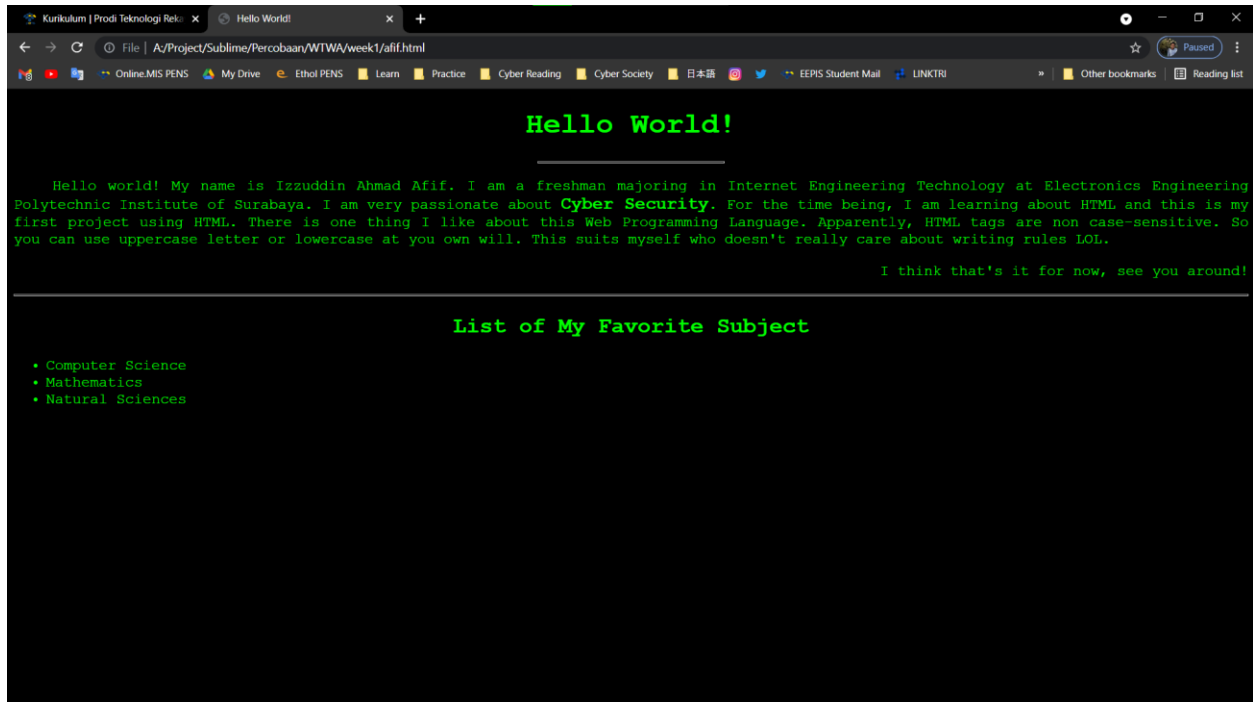 Kurikulum | Prodi Teknologi Reka
Hello World!
File | A:/Project/Sublime/Percobaan/WTWA/week1/afif.html
Paused
Online.MIS PENS My Drive Ethol PENS Learn Practice Cyber Reading Cyber Society 日本語 EEPIS Student Mail LINKTRI » Other bookmarks Reading list
Hello World!
Hello world! My name is Izzuddin Ahmad Afif. I am a freshman majoring in Internet Engineering Technology at Electronics Engineering
Polytechnic Institute of Surabaya. I am very passionate about Cyber Security. For the time being, I am learning about HTML and this is my
first project using HTML. There is one thing I like about this Web Programming Language. Apparently, HTML tags are non case-sensitive. So
you can use uppercase letter or lowercase at you own will. This suits myself who doesn't really care about writing rules LOL.
I think that's it for now, see you around!
List of My Favorite Subject
• Computer Science
• Mathematics
• Natural Sciences